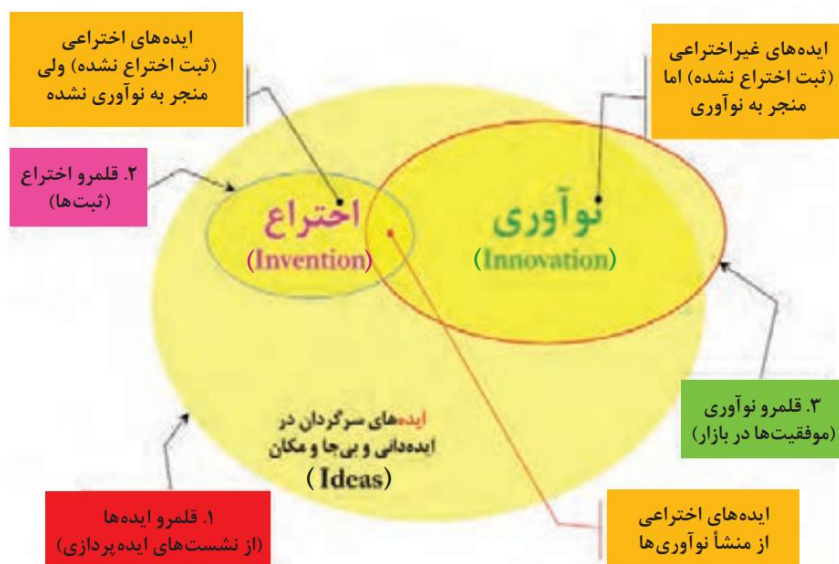 ایده‌های اختراعی
(ثبت اختراع نشده) ولی
منجر به نوآوری نشده
ایده‌های غیراختراعی
(ثبت اختراع نشده) اما
منجر به نوآوری
۲. قلمرو اختراع
(ثبت‌ها)
اختراع
(Invention)
نوآوری
(Innovation)
۳. قلمرو نوآوری
(موفقیت‌ها در بازار)
ایده‌های سرگردان در
ایده‌دانی و بی‌جا و مکان
(Ideas)
۱. قلمرو ایده‌ها
(از نشست‌های ایده‌پردازی)
ایده‌های اختراعی
از منشأ نوآوری‌ها